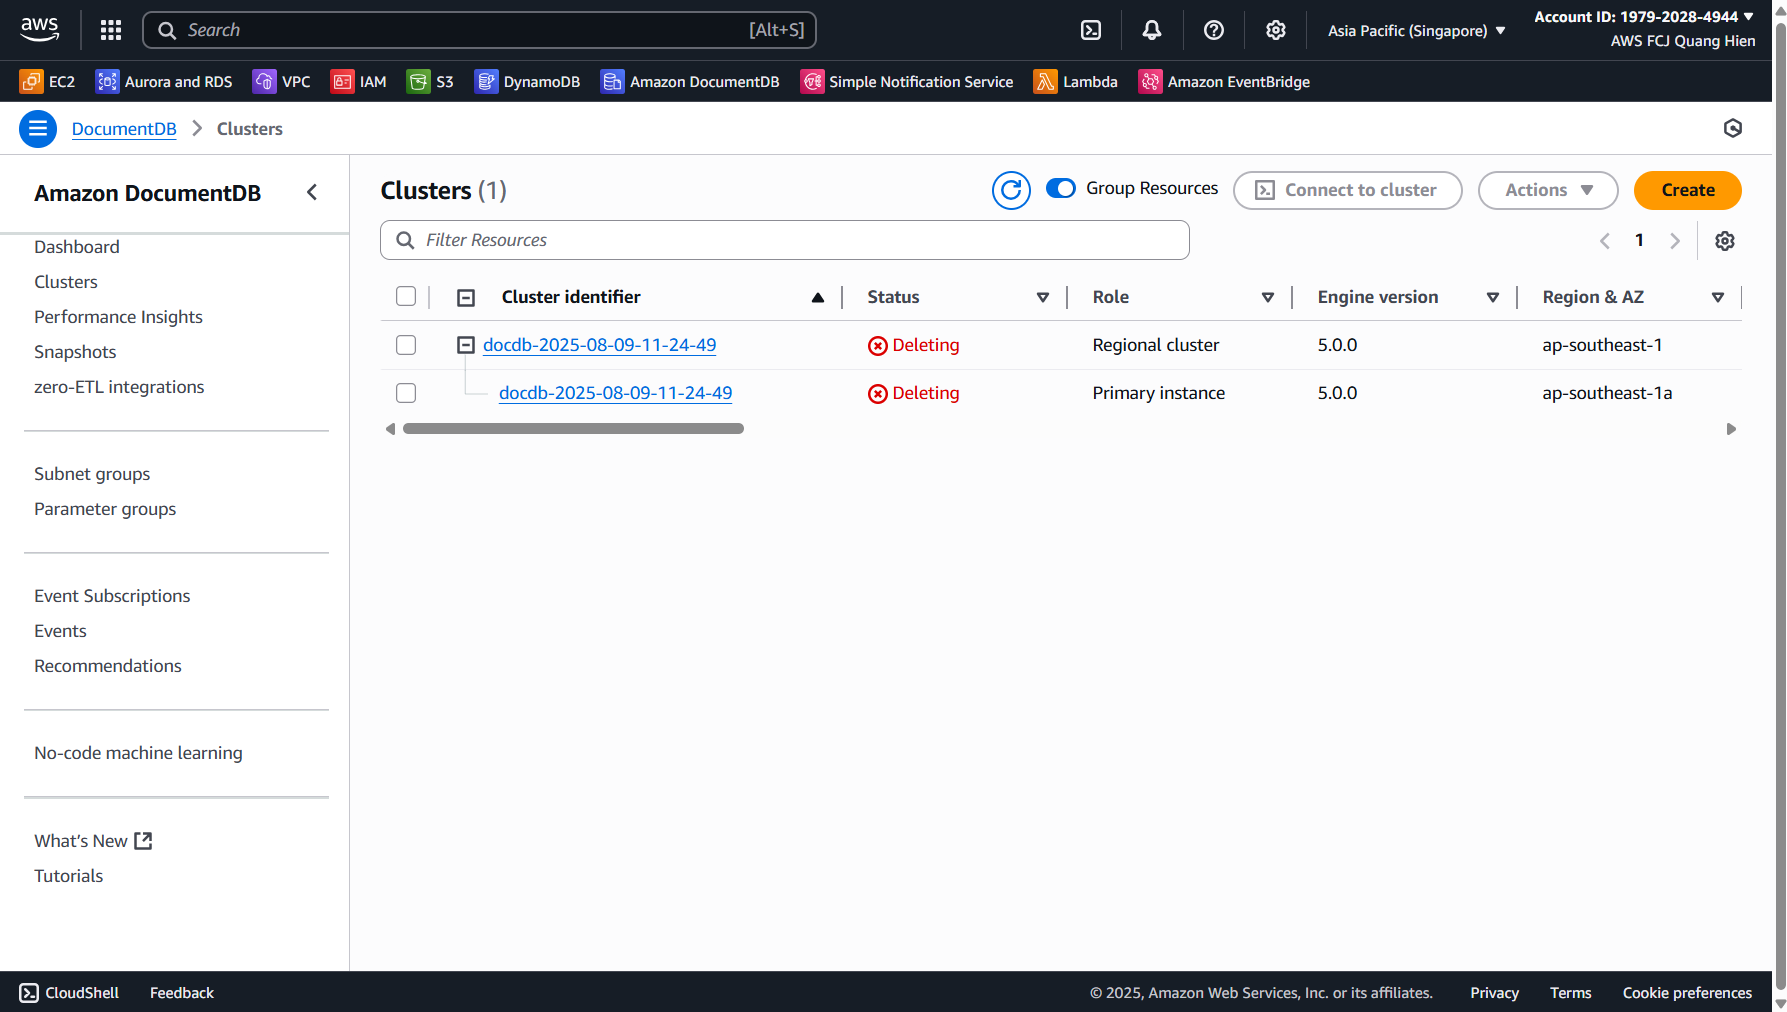 aws
Search [Alt+S]
Asia Pacific (Singapore)
Account ID: 1979-2028-4944
AWS FCJ Quang Hien
EC2 Aurora and RDS VPC IAM S3 DynamoDB Amazon DocumentDB Simple Notification Service Lambda Amazon EventBridge
DocumentDB Clusters
Amazon DocumentDB
Dashboard
Clusters
Performance Insights
Snapshots
zero-ETL integrations
Subnet groups
Parameter groups
Event Subscriptions
Events
Recommendations
No-code machine learning
What's New
Tutorials
Clusters (1)
Group Resources Connect to cluster Actions Create
Filter Resources
1
Cluster identifier Status Role Engine version Region & AZ
docdb-2025-08-09-11-24-49 Deleting Regional cluster 5.0.0 ap-southeast-1
docdb-2025-08-09-11-24-49 Deleting Primary instance 5.0.0 ap-southeast-1a
CloudShell Feedback © 2025, Amazon Web Services, Inc. or its affiliates. Privacy Terms Cookie preferences